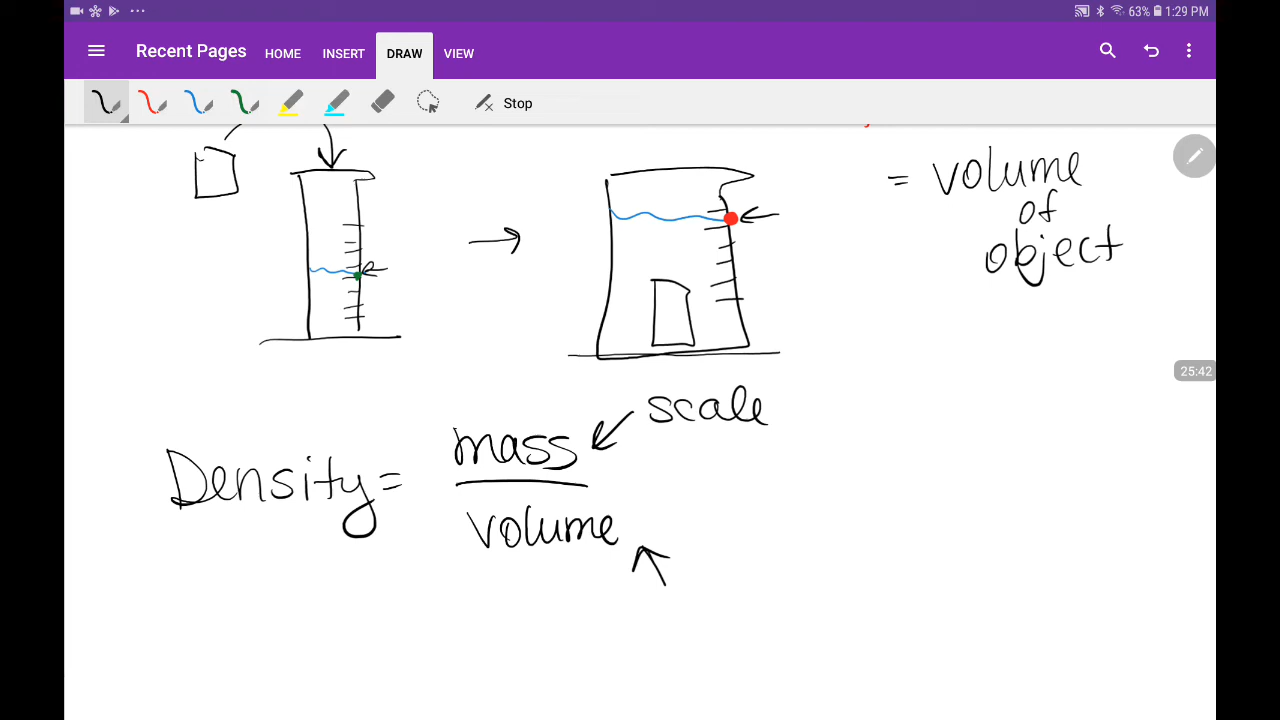 63% 1:29 PM
Recent Pages HOME INSERT DRAW VIEW
Stop
= volume
of
object
25:42
scale
Density = mass
volume